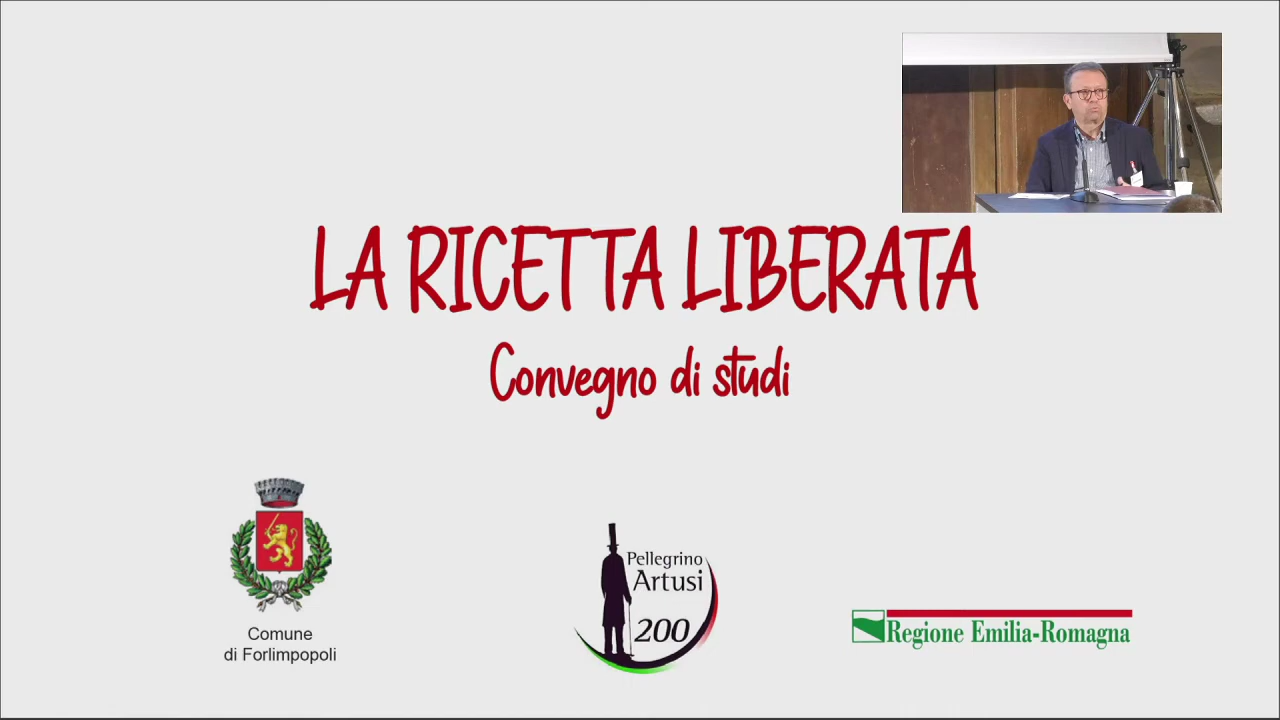 LA RICETTA LIBERATA
Convegno di studi
Comune
di Forlimpopoli
Pellegrino
Artusi
200
Regione Emilia-Romagna